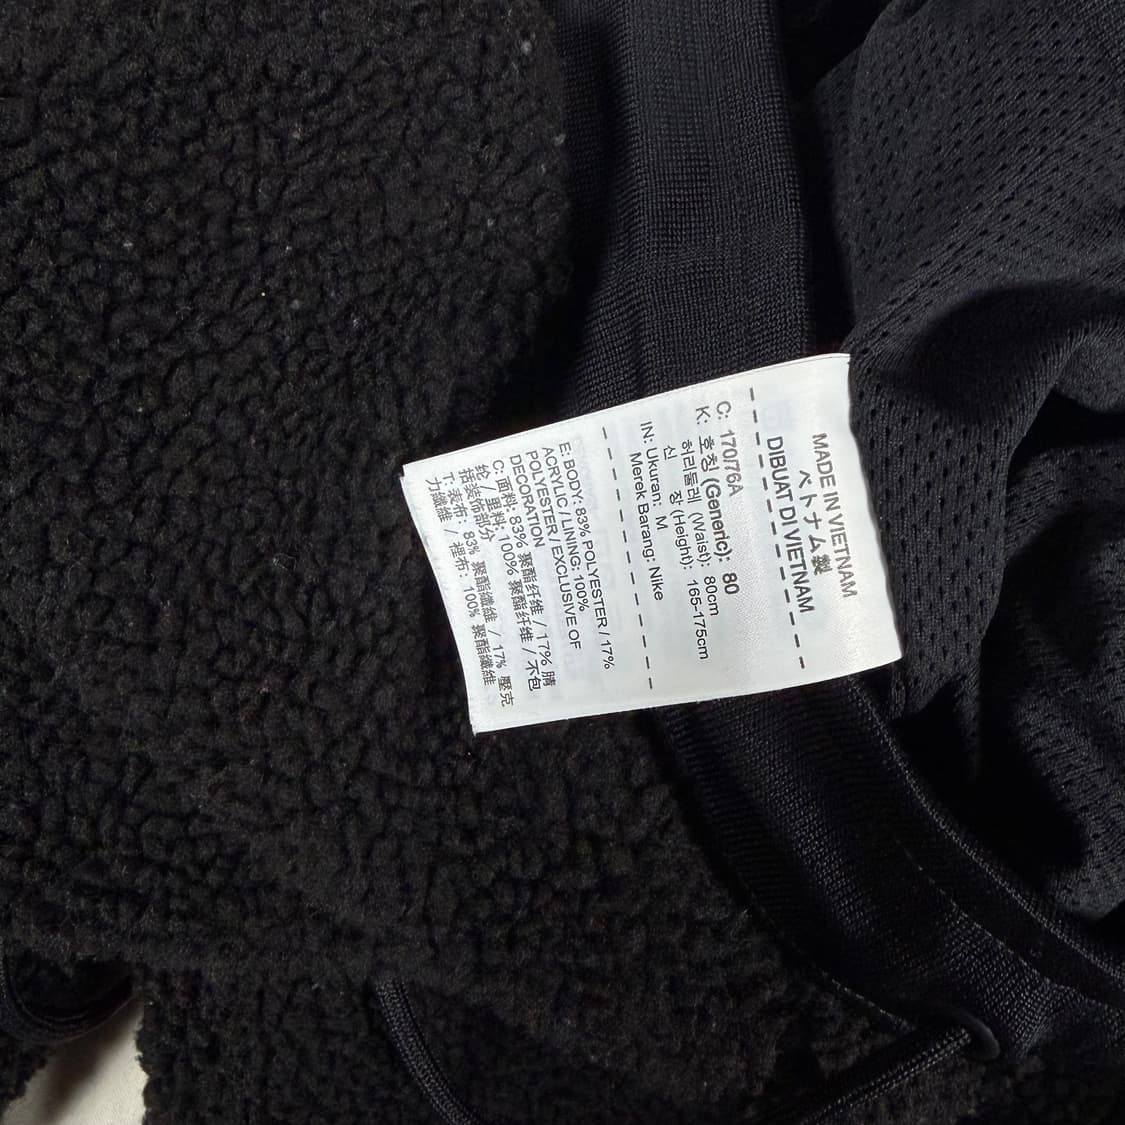 MADE IN VIETNAM
ベトナム製
DIBUAT DI VIETNAM
C: 170/76A
K: 호칭 (Generic): 80
허리둘레 (Waist): 80cm
신 장 (Height): 165-175cm
IN: Ukuran: M
Merek Barang: Nike
E: BODY: 83% POLYESTER / 17%
ACRYLIC / LINING: 100%
POLYESTER / EXCLUSIVE OF
DECORATION
C: 面料: 83% 聚酯纤维 / 17% 腈
纶 / 里料: 100% 聚酯纤维 / 不包
括装饰部分
T: 表布: 83% 聚酯纖維 / 17% 壓克
力纖維 / 裡布: 100% 聚酯纖維